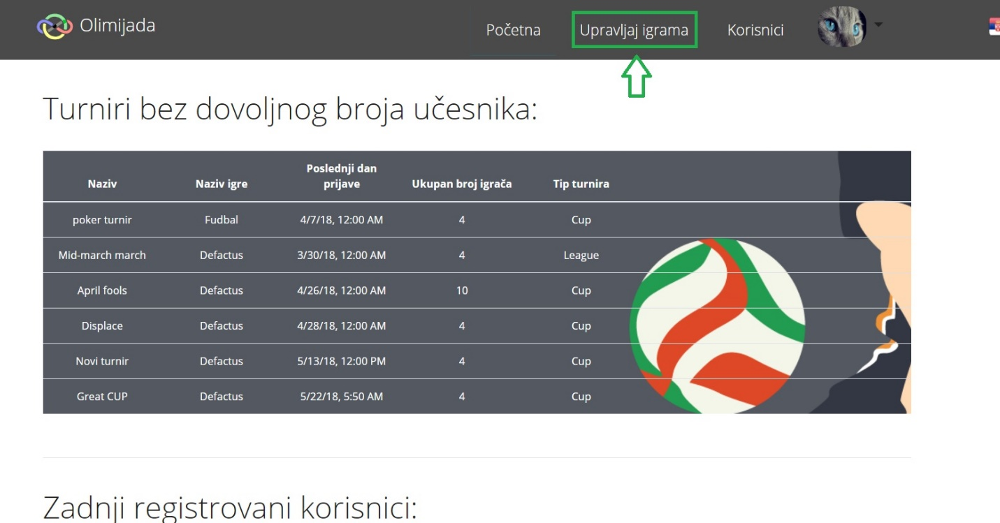 Olimijada
Početna Upravljaj igrama Korisnici
Turniri bez dovoljnog broja učesnika:
Naziv Naziv igre Poslednji dan prijave Ukupan broj igrača Tip turnira
poker turnir Fudbal 4/7/18, 12:00 AM 4 Cup
Mid-march march Defactus 3/30/18, 12:00 AM 4 League
April fools Defactus 4/26/18, 12:00 AM 10 Cup
Displace Defactus 4/28/18, 12:00 AM 4 Cup
Novi turnir Defactus 5/13/18, 12:00 PM 4 Cup
Great CUP Defactus 5/22/18, 5:50 AM 4 Cup
Zadnji registrovani korisnici: